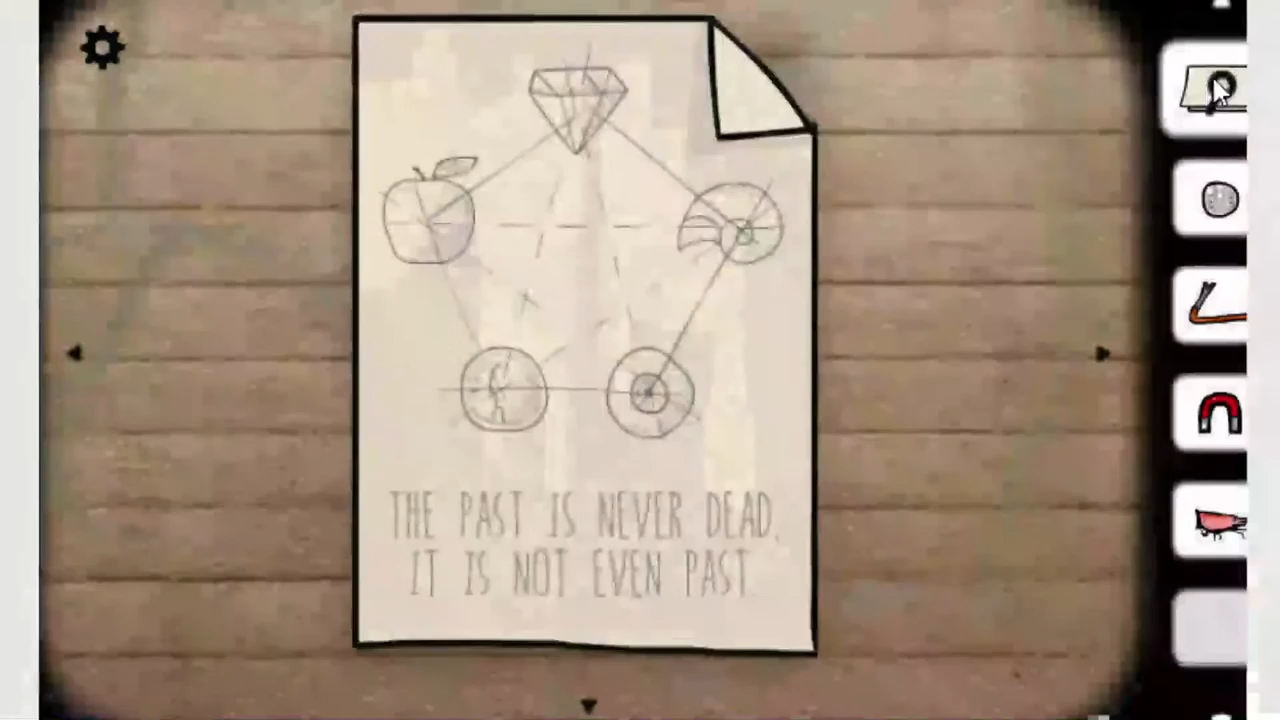 THE PAST IS NEVER DEAD.
IT IS NOT EVEN PAST.